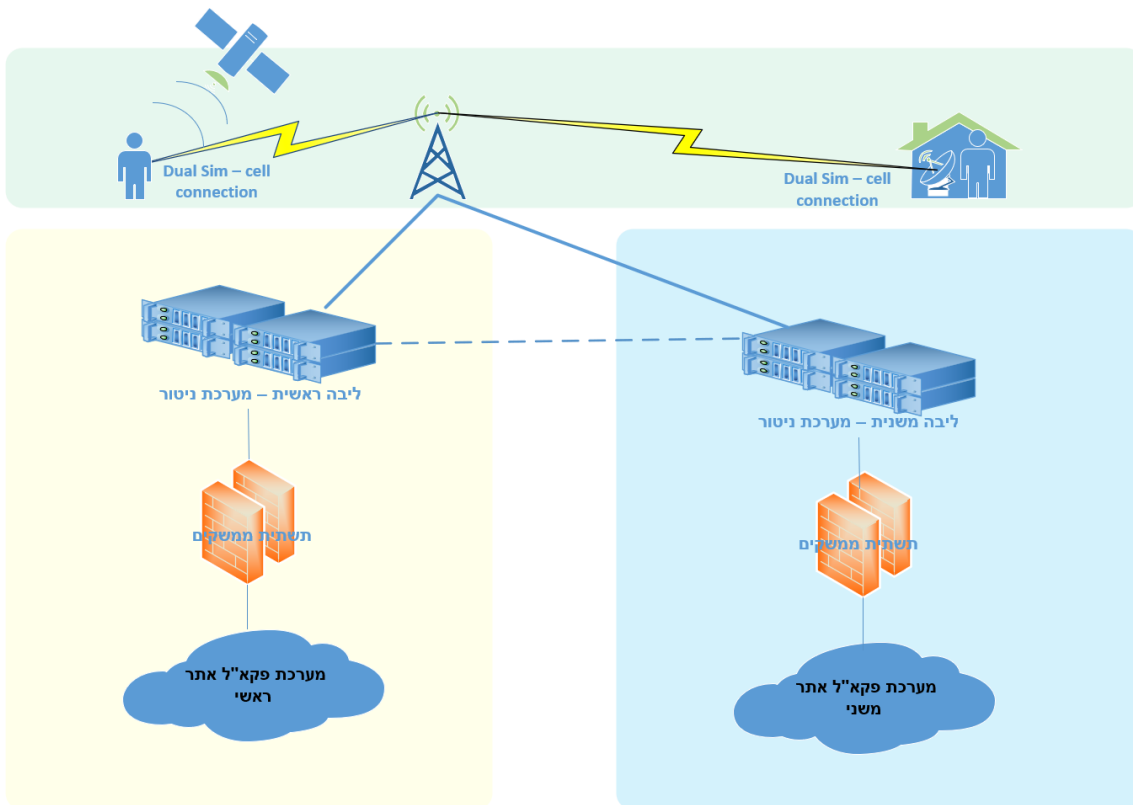 Dual Sim – cell
connection
Dual Sim – cell
connection
ליבה ראשית – מערכת ניטור
ליבה משנית – מערכת ניטור
תשתית ממשקים
תשתית ממשקים
מערכת פקא"ל אתר
ראשי
מערכת פקא"ל אתר
משני